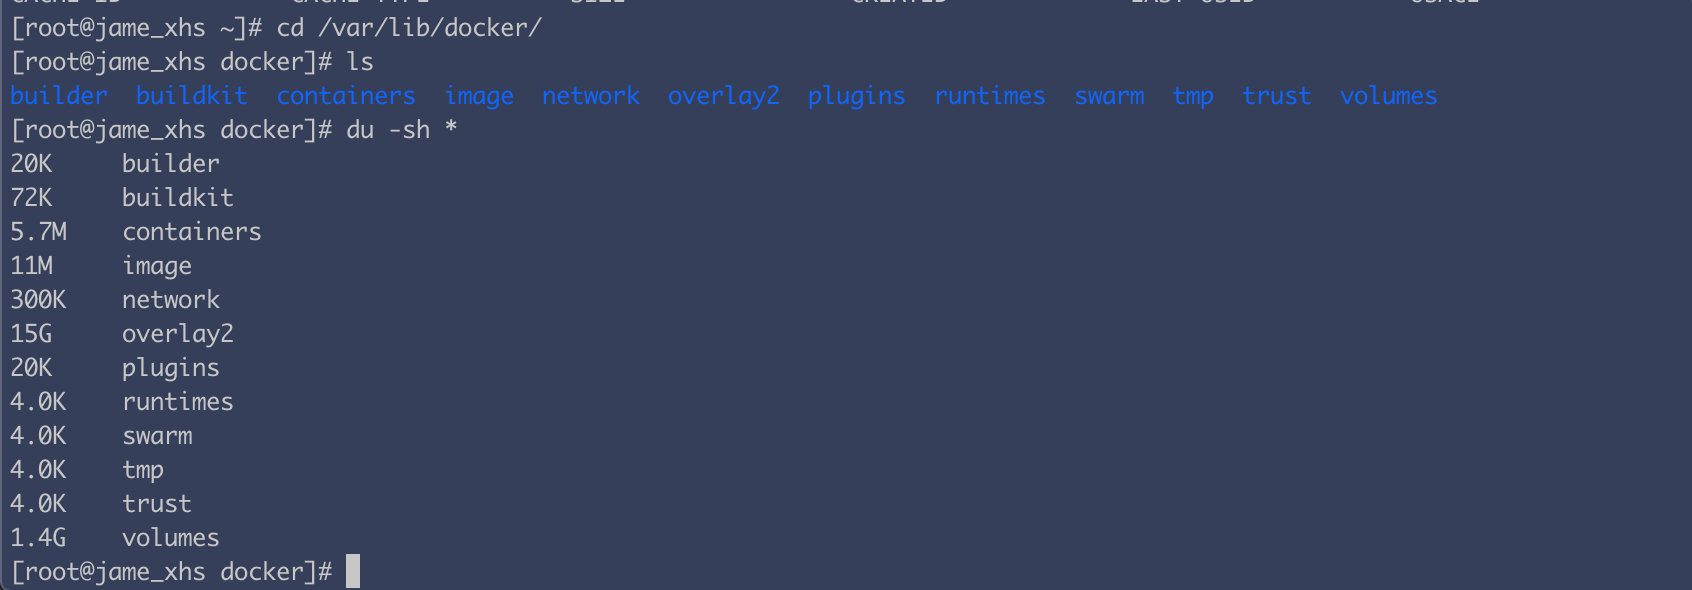 [root@jame_xhs ~]# cd /var/lib/docker/
[root@jame_xhs docker]# ls
builder  buildkit  containers  image  network  overlay2  plugins  runtimes  swarm  tmp  trust  volumes
[root@jame_xhs docker]# du -sh *
20K     builder
72K     buildkit
5.7M    containers
11M     image
300K    network
15G     overlay2
20K     plugins
4.0K    runtimes
4.0K    swarm
4.0K    tmp
4.0K    trust
1.4G    volumes
[root@jame_xhs docker]#